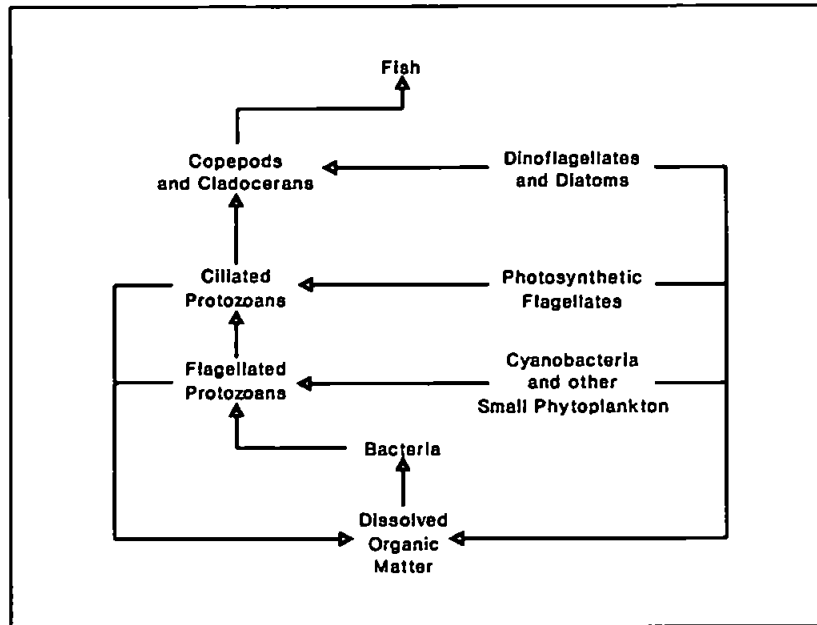 Fish
Copepods
and Cladocerans
Dinoflagellates
and Diatoms
Ciliated
Protozoans
Photosynthetic
Flagellates
Flagellated
Protozoans
Cyanobacteria
and other
Small Phytoplankton
Bacteria
Dissolved
Organic
Matter